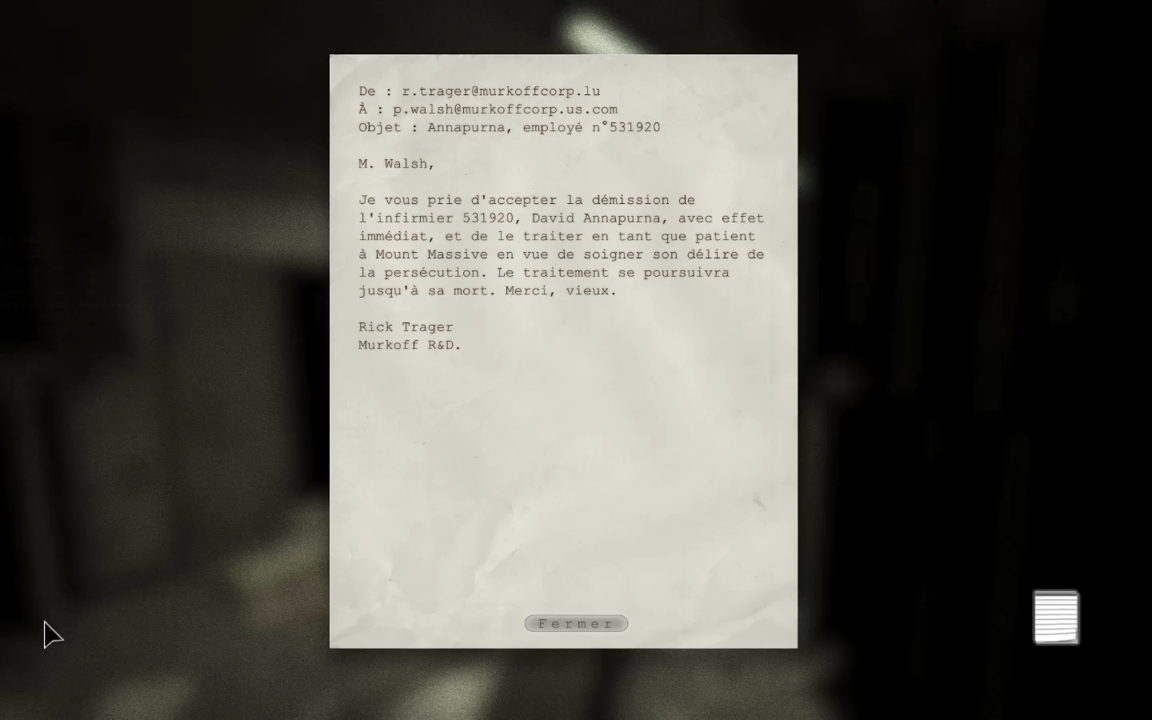 De : r.trager@murkoffcorp.lu
À : p.walsh@murkoffcorp.us.com
Objet : Annapurna, employé n°531920
M. Walsh,
Je vous prie d'accepter la démission de
l'infirmier 531920, David Annapurna, avec effet
immédiat, et de le traiter en tant que patient
à Mount Massive en vue de soigner son délire de
la persécution. Le traitement se poursuivra
jusqu'à sa mort. Merci, vieux.
Rick Trager
Murkoff R&D.
Fermer